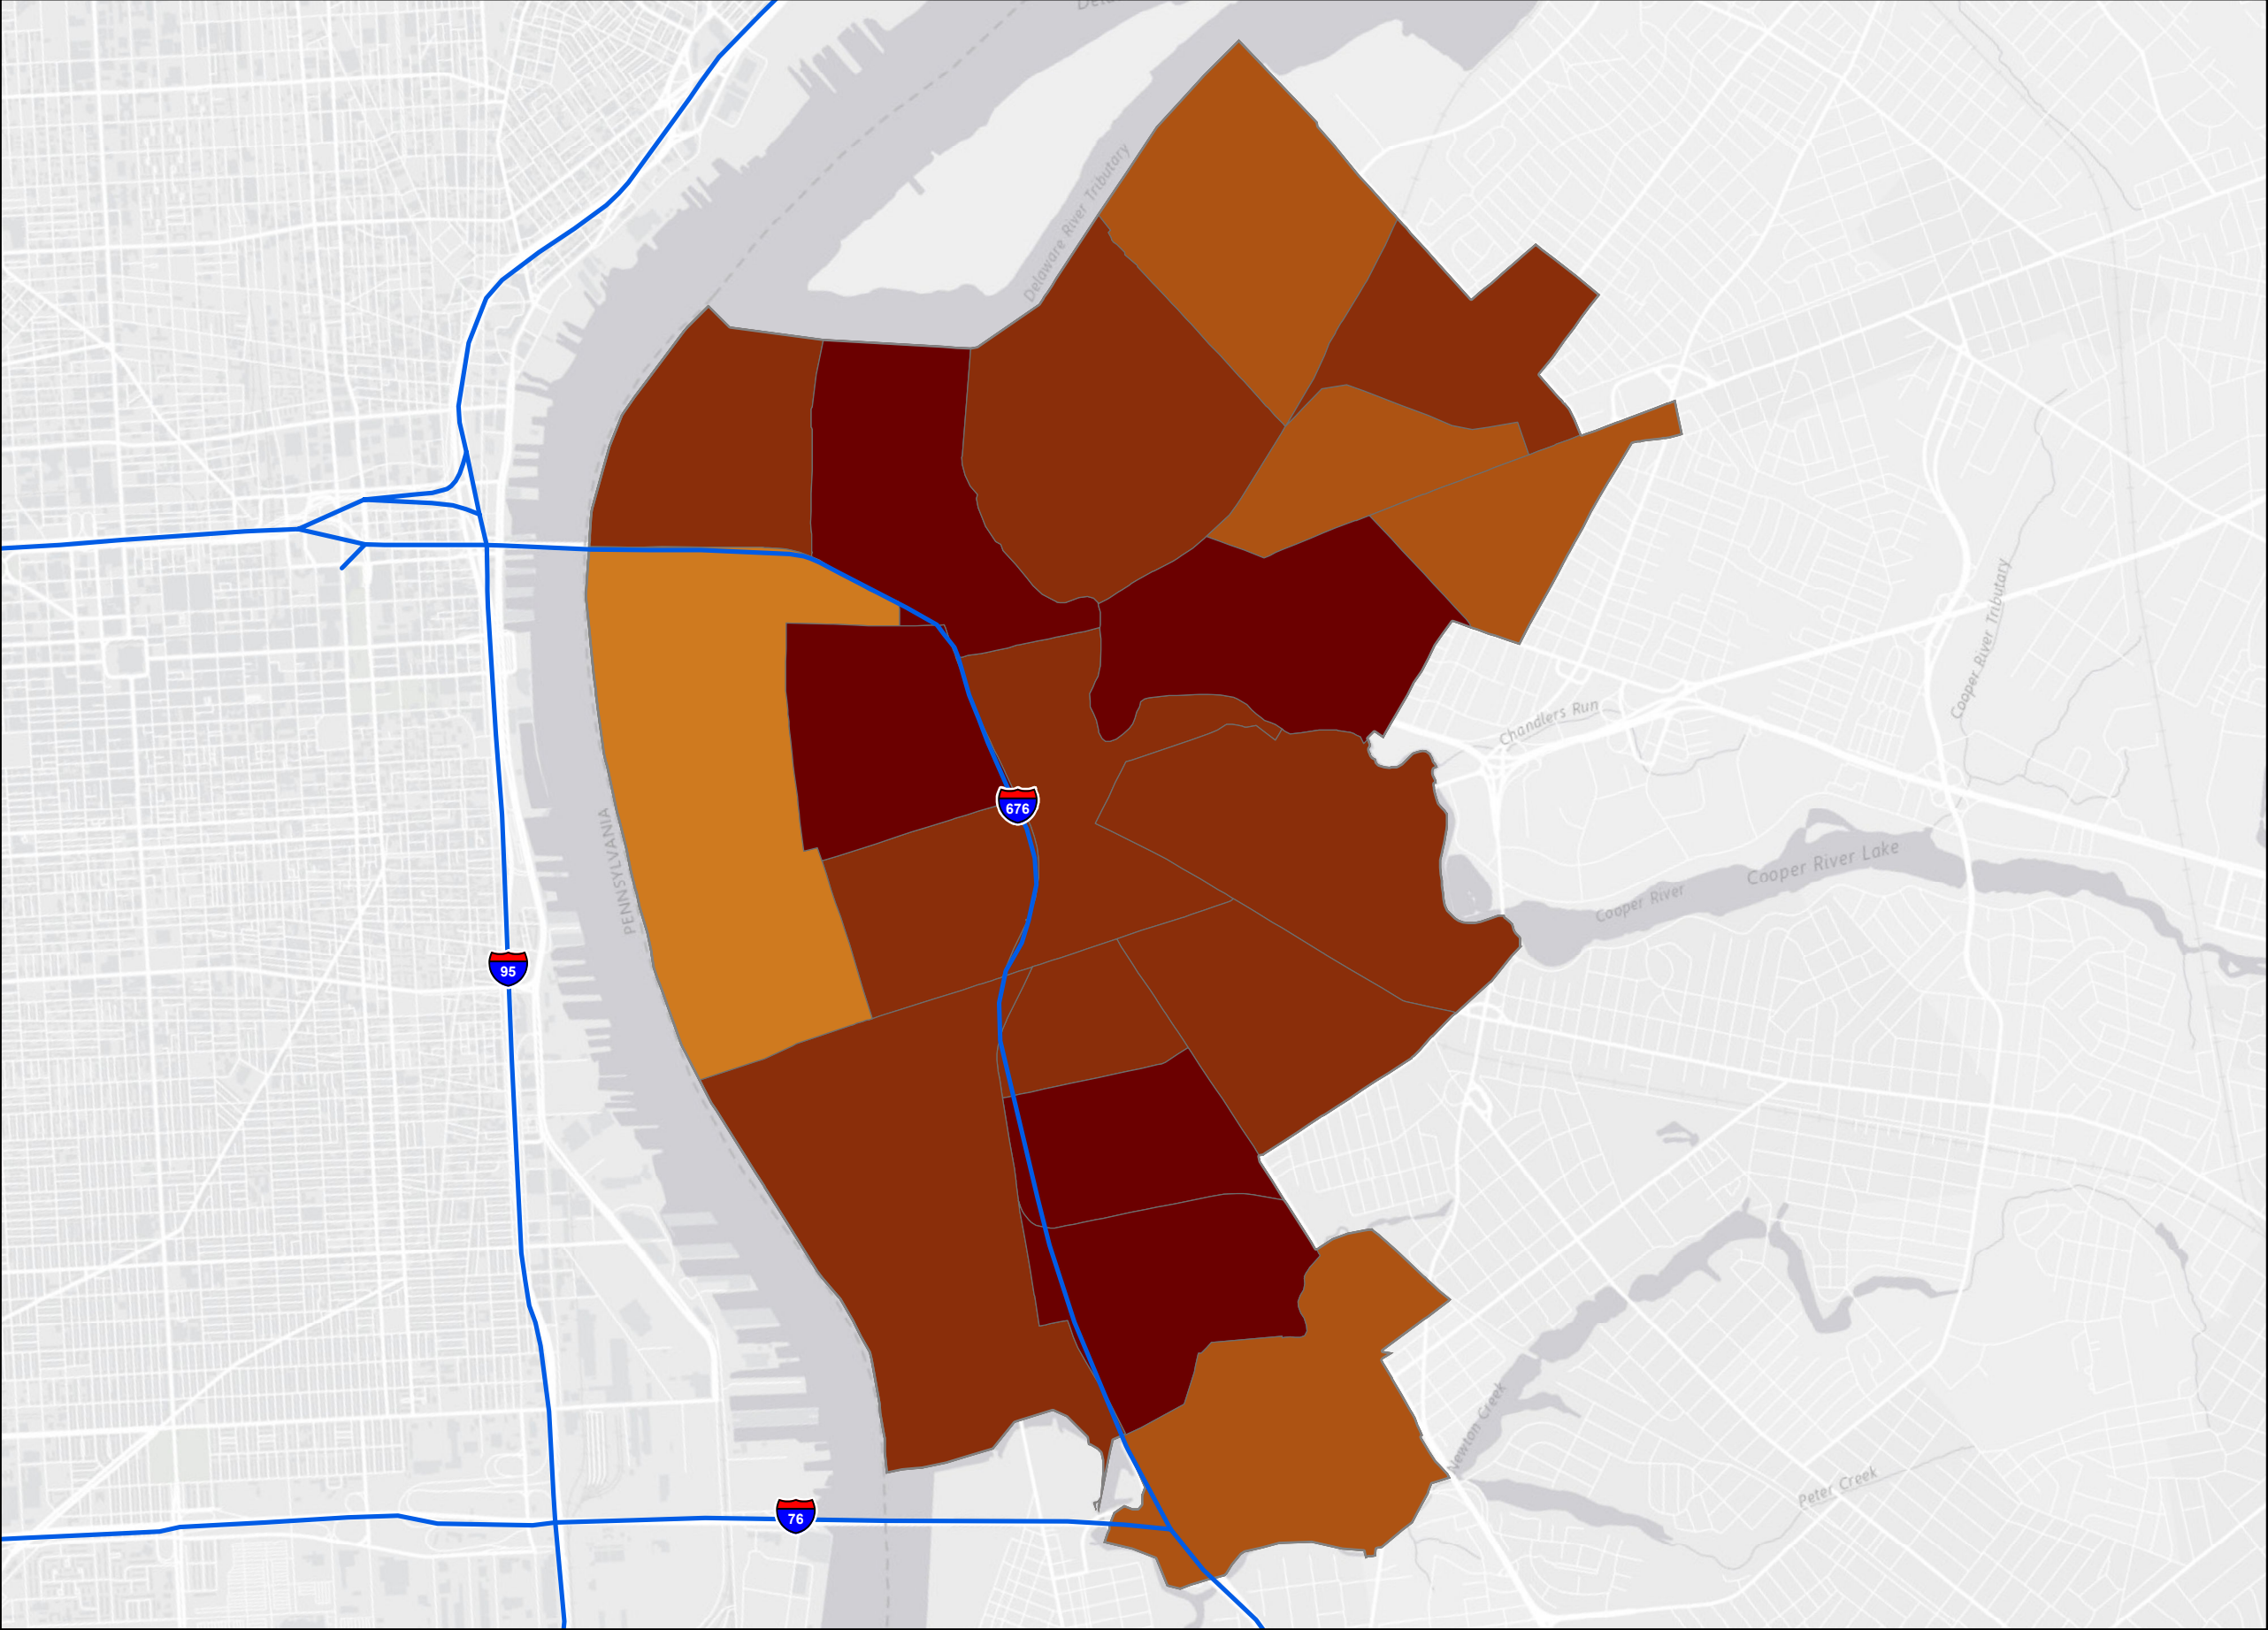 Delaware River Tributary
Cooper River Tributary
Chandlers Run
676
PENNSYLVANIA
Cooper River Lake
Cooper River
95
Newton Creek
Peter Creek
76